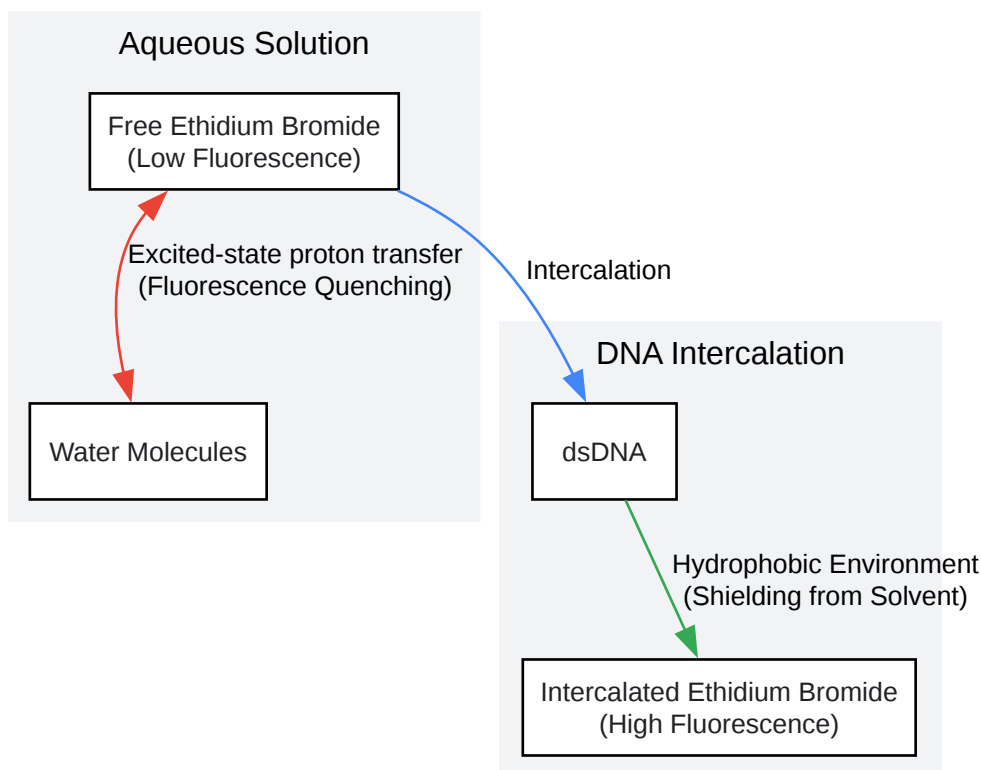 Aqueous Solution
Free Ethidium Bromide
(Low Fluorescence)
Excited-state proton transfer
(Fluorescence Quenching)
Intercalation
Water Molecules
DNA Intercalation
dsDNA
Hydrophobic Environment
(Shielding from Solvent)
Intercalated Ethidium Bromide
(High Fluorescence)